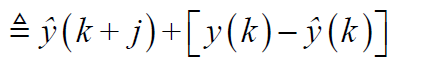 ≜ ŷ(k + j) + [y(k) − ŷ(k)]